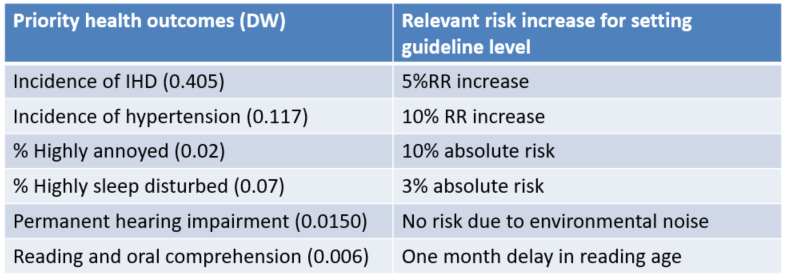 Priority health outcomes (DW) Relevant risk increase for setting
guideline level
Incidence of IHD (0.405) 5%RR increase
Incidence of hypertension (0.117) 10% RR increase
% Highly annoyed (0.02) 10% absolute risk
% Highly sleep disturbed (0.07) 3% absolute risk
Permanent hearing impairment (0.0150) No risk due to environmental noise
Reading and oral comprehension (0.006) One month delay in reading age